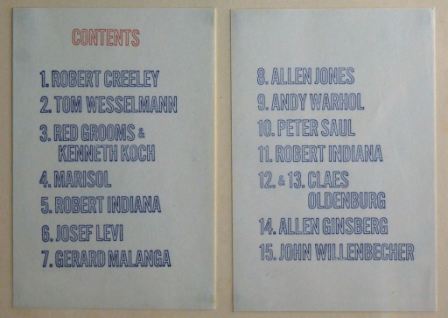 CONTENTS
1. ROBERT CREELEY
2. TOM WESSELMANN
3. RED GROOMS &
KENNETH KOCH
4. MARISOL
5. ROBERT INDIANA
6. JOSEF LEVI
7. GERARD MALANGA
8. ALLEN JONES
9. ANDY WARHOL
10. PETER SAUL
11. ROBERT INDIANA
12. & 13. CLAES
OLDENBURG
14. ALLEN GINSBERG
15. JOHN WILLENBECHER